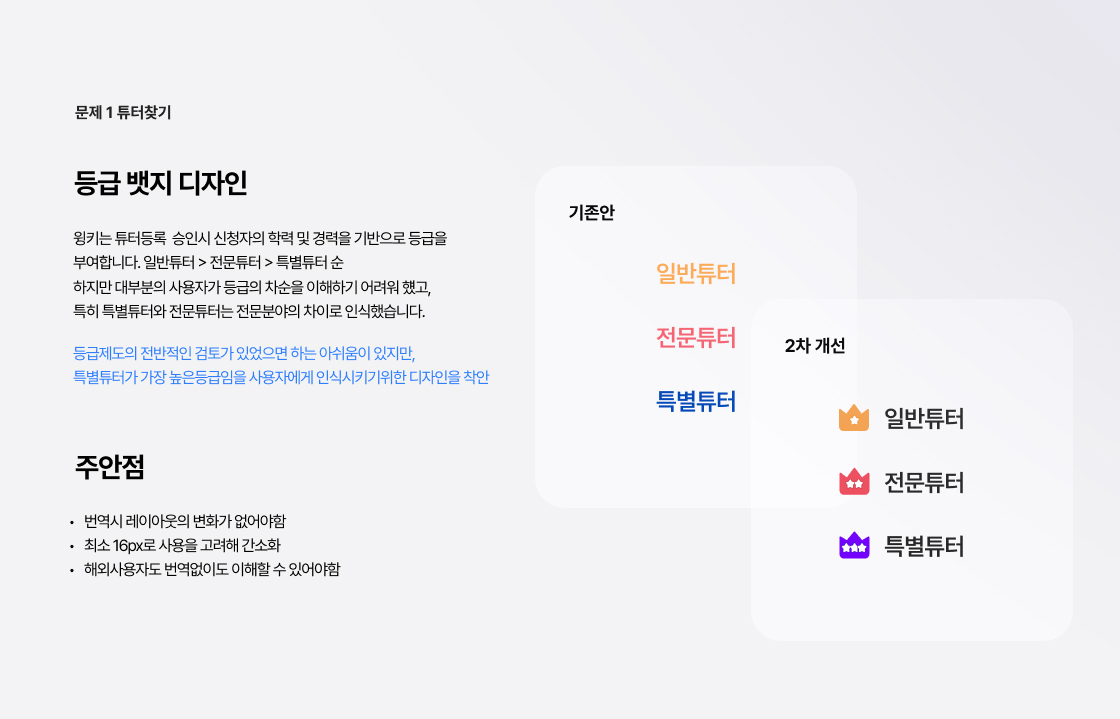 문제 1 튜터찾기
등급 뱃지 디자인
윙키는 튜터등록 승인시 신청자의 학력 및 경력을 기반으로 등급을
부여합니다. 일반튜터 > 전문튜터 > 특별튜터 순
하지만 대부분의 사용자가 등급의 차순을 이해하기 어려워 했고,
특히 특별튜터와 전문튜터는 전문분야의 차이로 인식했습니다.
등급제도의 전반적인 검토가 있었으면 하는 아쉬움이 있지만,
특별튜터가 가장 높은등급임을 사용자에게 인식시키기위한 디자인을 착안
주안점
• 번역시 레이아웃의 변화가 없어야함
• 최소 16px로 사용을 고려해 간소화
• 해외사용자도 번역없이도 이해할 수 있어야함
기존안
일반튜터
전문튜터
특별튜터
2차 개선
일반튜터
전문튜터
특별튜터